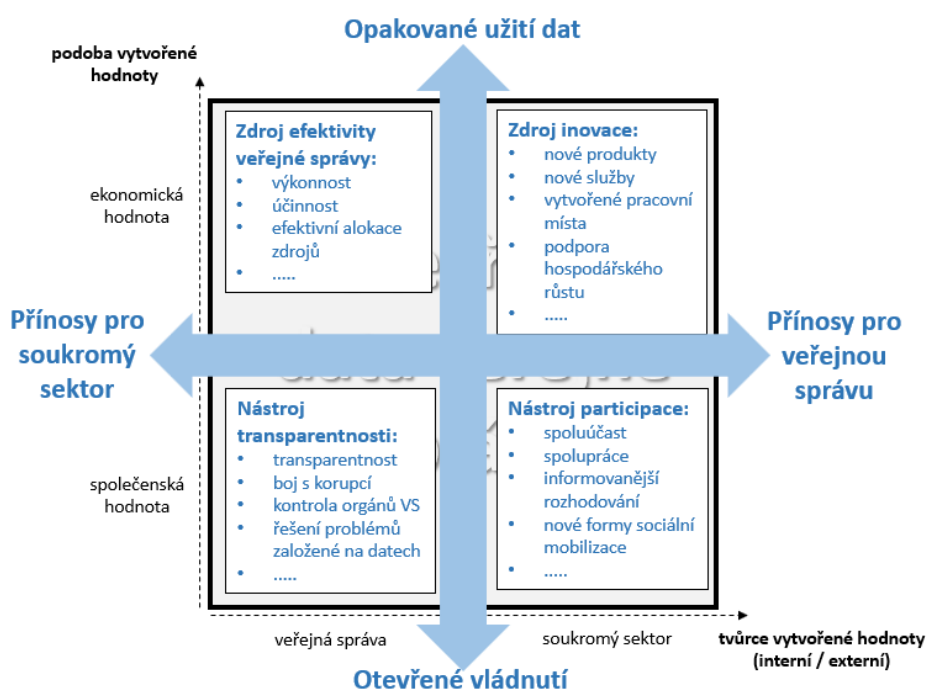 Opakované užití dat
podoba vytvořené
hodnoty
Zdroj efektivity
veřejné správy:
• výkonnost
• účinnost
• efektivní alokace
zdrojů
• .....
Zdroj inovace:
• nové produkty
• nové služby
• vytvořené pracovní
místa
• podpora
hospodářského
růstu
• .....
ekonomická
hodnota
Přínosy pro
soukromý
sektor
Přínosy pro
veřejnou
správu
Nástroj
transparentnosti:
• transparentnost
• boj s korupcí
• kontrola orgánů VS
• řešení problémů
založené na datech
• .....
Nástroj participace:
• spoluúčast
• spolupráce
• informovanější
rozhodování
• nové formy sociální
mobilizace
• .....
společenská
hodnota
veřejná správa
soukromý sektor
tvůrce vytvořené hodnoty
(interní / externí)
Otevřené vládnutí